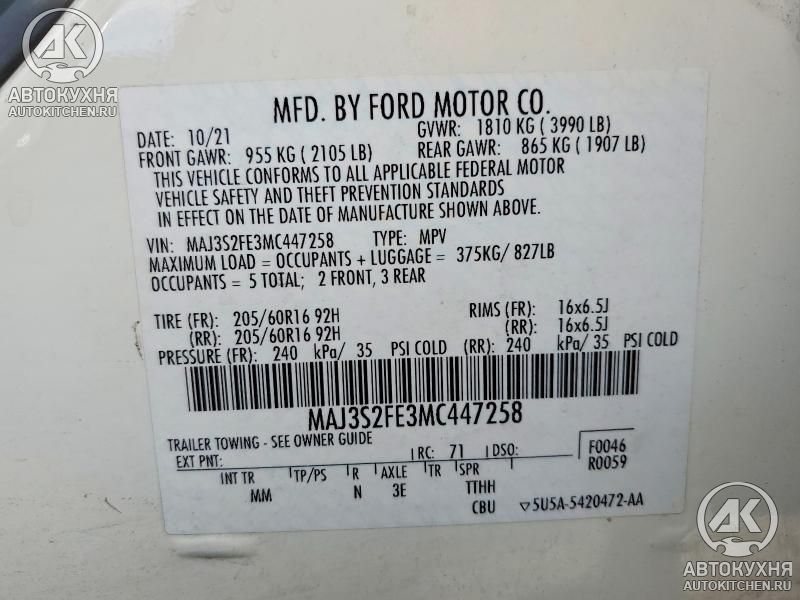 АК
АВТОКУХНЯ
AUTOKITCHEN.RU
MFD. BY FORD MOTOR CO.
DATE: 10/21 GVWR: 1810 KG ( 3990 LB)
FRONT GAWR: 955 KG ( 2105 LB) REAR GAWR: 865 KG ( 1907 LB)
THIS VEHICLE CONFORMS TO ALL APPLICABLE FEDERAL MOTOR
VEHICLE SAFETY AND THEFT PREVENTION STANDARDS
IN EFFECT ON THE DATE OF MANUFACTURE SHOWN ABOVE.
VIN: MAJ3S2FE3MC447258 TYPE: MPV
MAXIMUM LOAD = OCCUPANTS + LUGGAGE = 375KG/ 827LB
OCCUPANTS = 5 TOTAL; 2 FRONT, 3 REAR
TIRE (FR): 205/60R16 92H RIMS (FR): 16x6.5J
(RR): 205/60R16 92H (RR): 16x6.5J
PRESSURE (FR): 240 kPa/ 35 PSI COLD (RR): 240 kPa/ 35 PSI COLD
MAJ3S2FE3MC447258
TRAILER TOWING - SEE OWNER GUIDE
EXT PNT: RC: 71 DSO: F0046
R0059
INT TR TP/PS R AXLE TR SPR
MM N 3E TTHH
CBU ▽5U5A-5420472-AA
АК
АВТОКУХНЯ
AUTOKITCHEN.RU